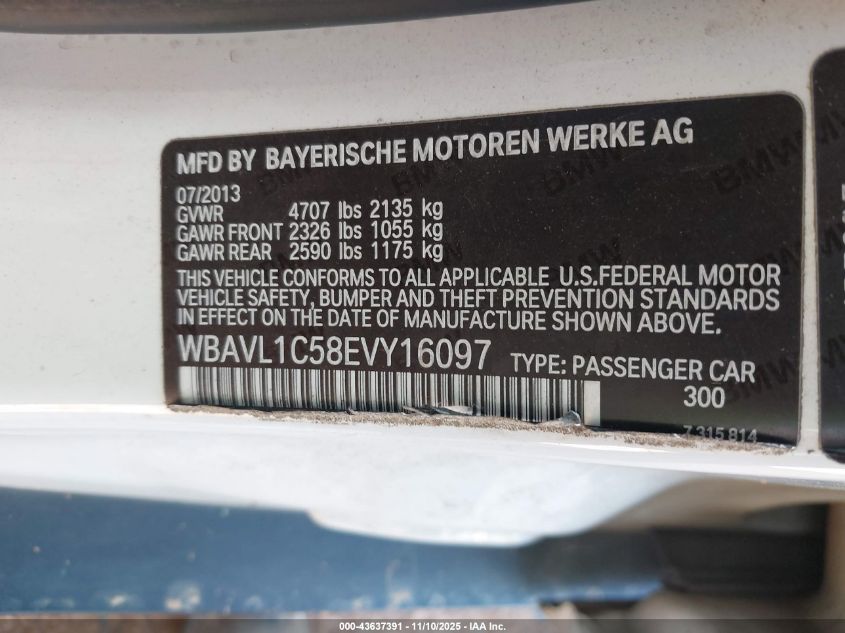 MFD BY BAYERISCHE MOTOREN WERKE AG
07/2013
GVWR 4707 lbs 2135 kg
GAWR FRONT 2326 lbs 1055 kg
GAWR REAR 2590 lbs 1175 kg
THIS VEHICLE CONFORMS TO ALL APPLICABLE U.S.FEDERAL MOTOR
VEHICLE SAFETY, BUMPER AND THEFT PREVENTION STANDARDS
IN EFFECT ON THE DATE OF MANUFACTURE SHOWN ABOVE.
WBAVL1C58EVY16097 TYPE: PASSENGER CAR
300
7 315 814
000-43637391 - 11/10/2025 - IAA Inc.